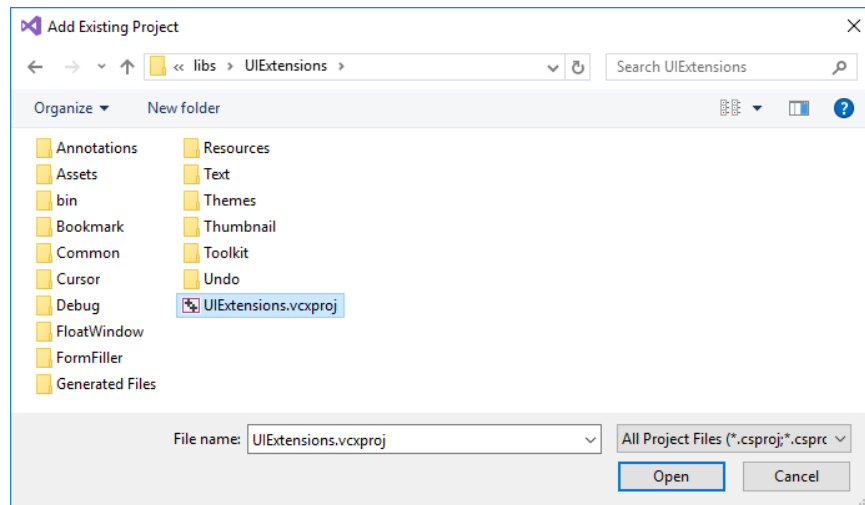 Add Existing Project
« libs > UIExtensions >
Search UIExtensions
Organize
New folder
Annotations
Assets
bin
Bookmark
Common
Cursor
Debug
FloatWindow
FormFiller
Generated Files
Resources
Text
Themes
Thumbnail
Toolkit
Undo
UIExtensions.vcxproj
File name: UIExtensions.vcxproj
All Project Files (*.csproj;*.cspro
Open
Cancel